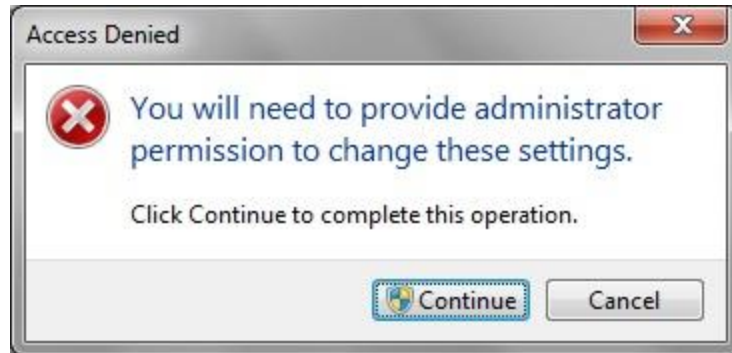 Access Denied
You will need to provide administrator
permission to change these settings.
Click Continue to complete this operation.
Continue
Cancel